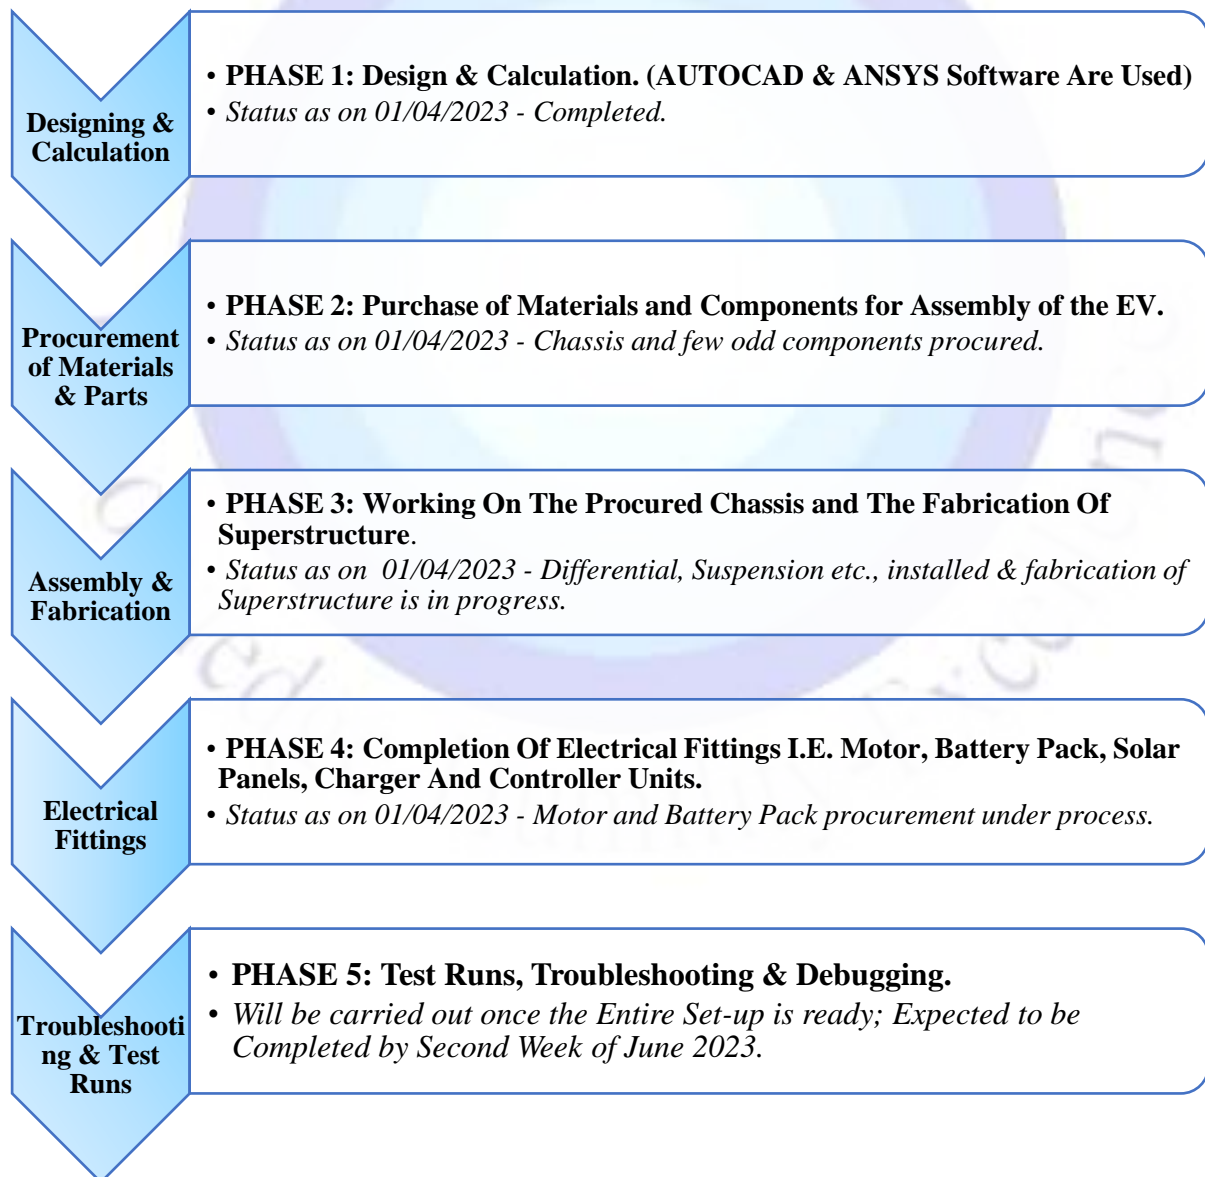 Designing &
Calculation
• PHASE 1: Design & Calculation. (AUTOCAD & ANSYS Software Are Used)
• Status as on 01/04/2023 - Completed.
Procurement
of Materials
& Parts
• PHASE 2: Purchase of Materials and Components for Assembly of the EV.
• Status as on 01/04/2023 - Chassis and few odd components procured.
Assembly &
Fabrication
• PHASE 3: Working On The Procured Chassis and The Fabrication Of
Superstructure.
• Status as on 01/04/2023 - Differential, Suspension etc., installed & fabrication of
Superstructure is in progress.
Electrical
Fittings
• PHASE 4: Completion Of Electrical Fittings I.E. Motor, Battery Pack, Solar
Panels, Charger And Controller Units.
• Status as on 01/04/2023 - Motor and Battery Pack procurement under process.
Troubleshooti
ng & Test
Runs
• PHASE 5: Test Runs, Troubleshooting & Debugging.
• Will be carried out once the Entire Set-up is ready; Expected to be
Completed by Second Week of June 2023.